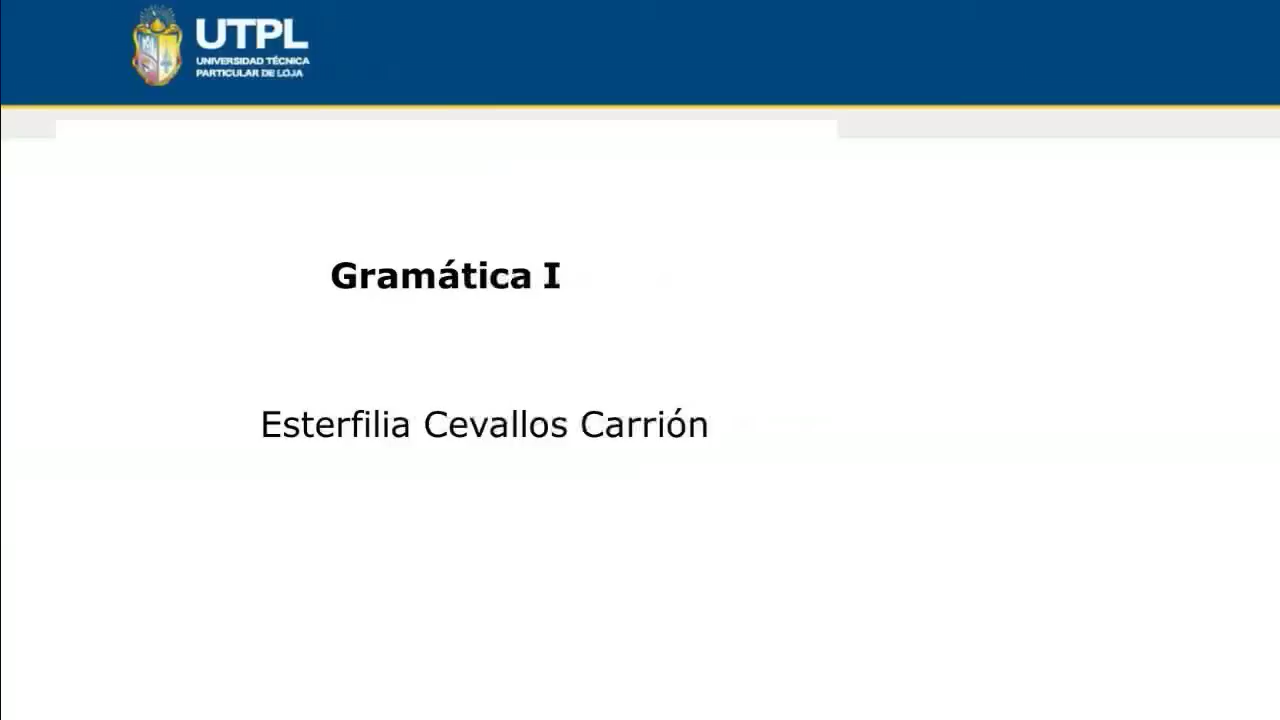 UTPL
UNIVERSIDAD TÉCNICA
PARTICULAR DE LOJA
Gramática I
Esterfilia Cevallos Carrión